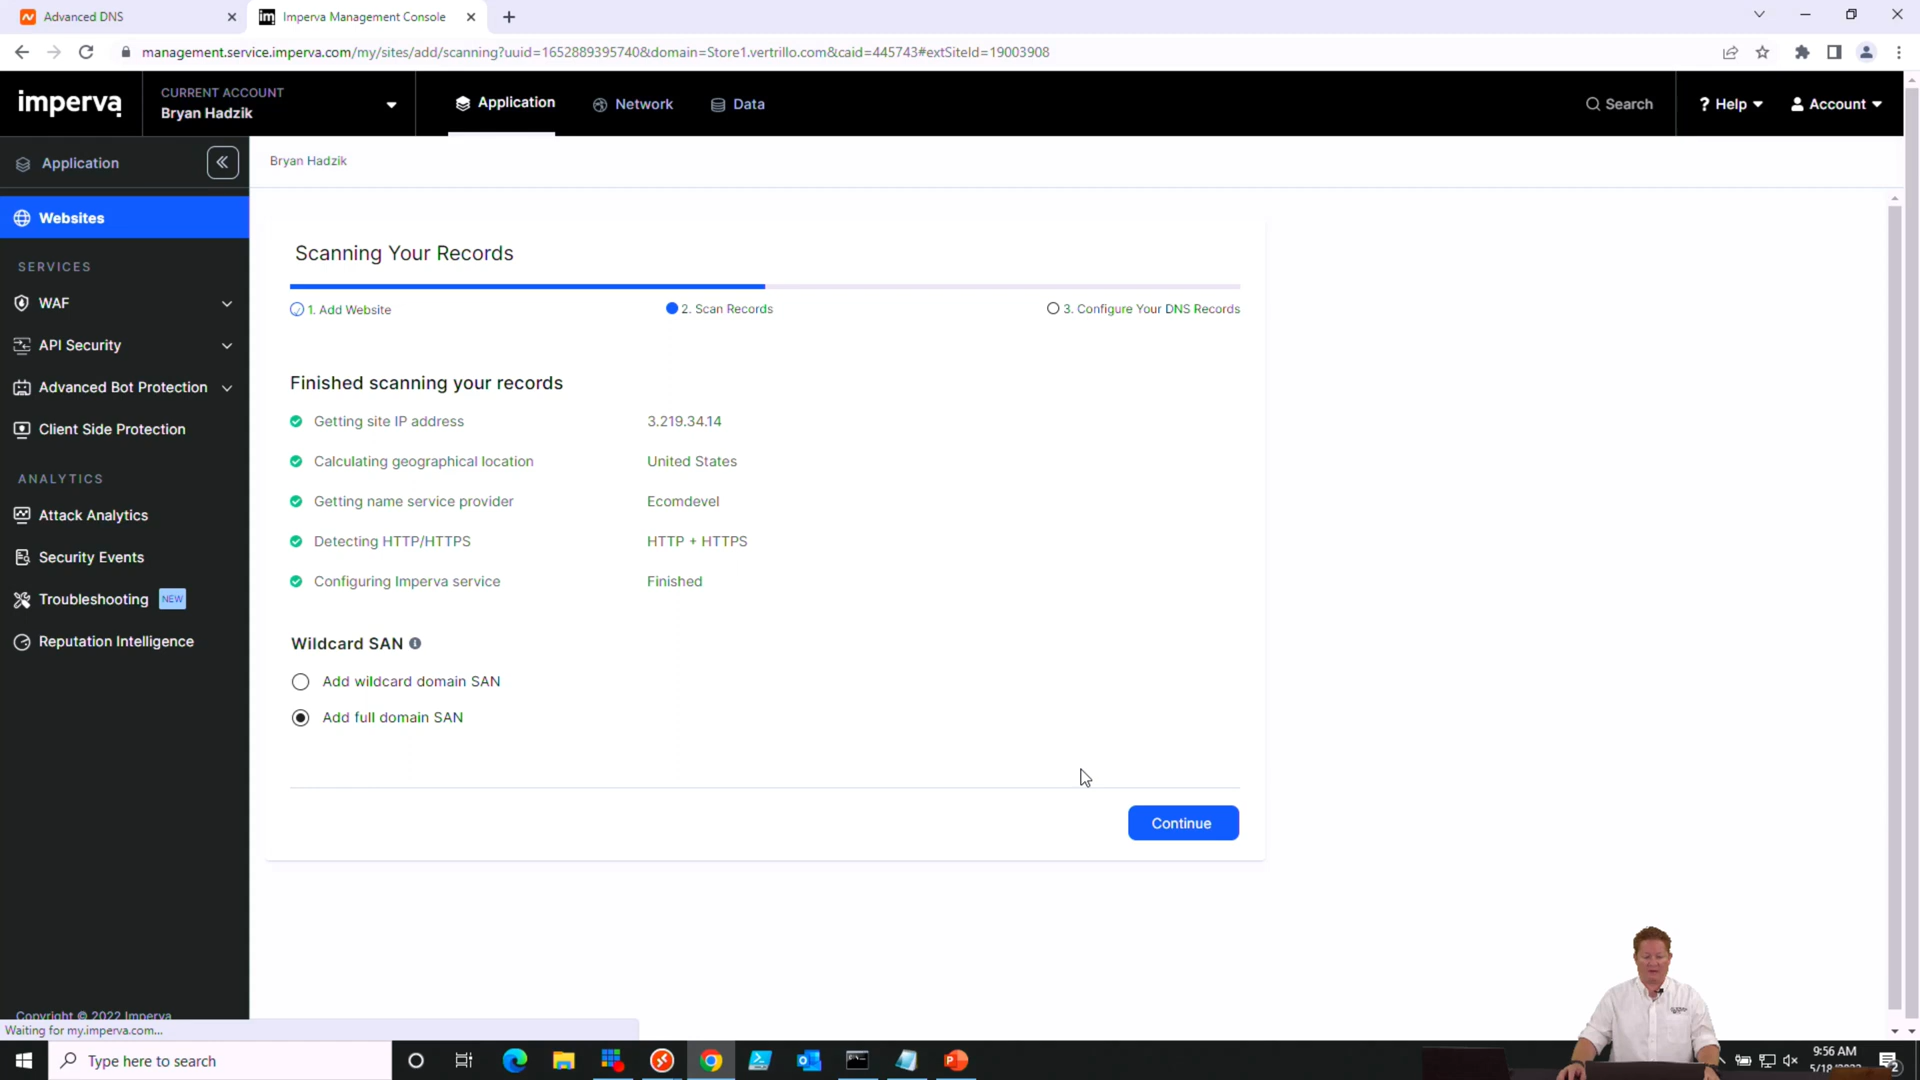 Advanced DNS
im Imperva Management Console
management.service.imperva.com/my/sites/add/scanning?uuid=1652889395740&domain=Store1.vertrillo.com&caid=445743#extSiteId=19003908
imperva
CURRENT ACCOUNT
Bryan Hadzik
Application
Network
Data
Search
? Help
Account
Application
Bryan Hadzik
Websites
SERVICES
WAF
API Security
Advanced Bot Protection
Client Side Protection
ANALYTICS
Attack Analytics
Security Events
Troubleshooting NEW
Reputation Intelligence
Copyright © 2022 Imperva
Waiting for my.imperva.com...
Scanning Your Records
1. Add Website
2. Scan Records
3. Configure Your DNS Records
Finished scanning your records
Getting site IP address 3.219.34.14
Calculating geographical location United States
Getting name service provider Ecomdevel
Detecting HTTP/HTTPS HTTP + HTTPS
Configuring Imperva service Finished
Wildcard SAN
Add wildcard domain SAN
Add full domain SAN
Continue
Type here to search
9:56 AM
2